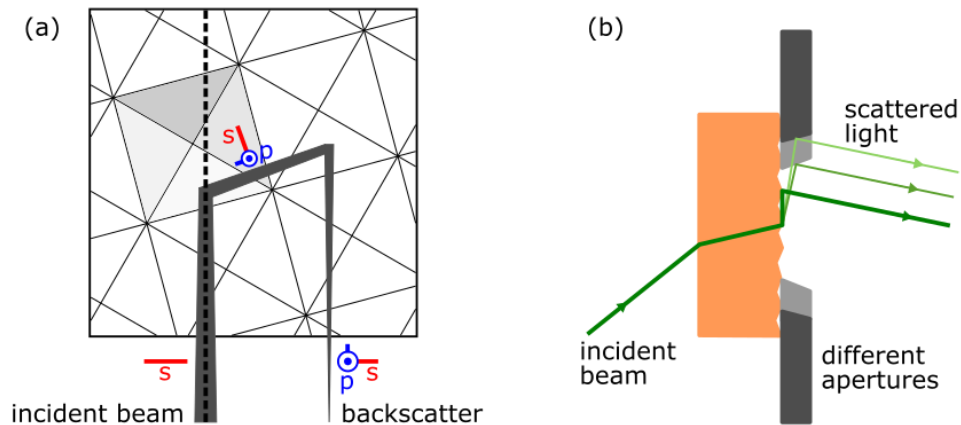 (a)
s
p
s
p
s
incident beam
backscatter
(b)
scattered
light
incident
beam
different
apertures